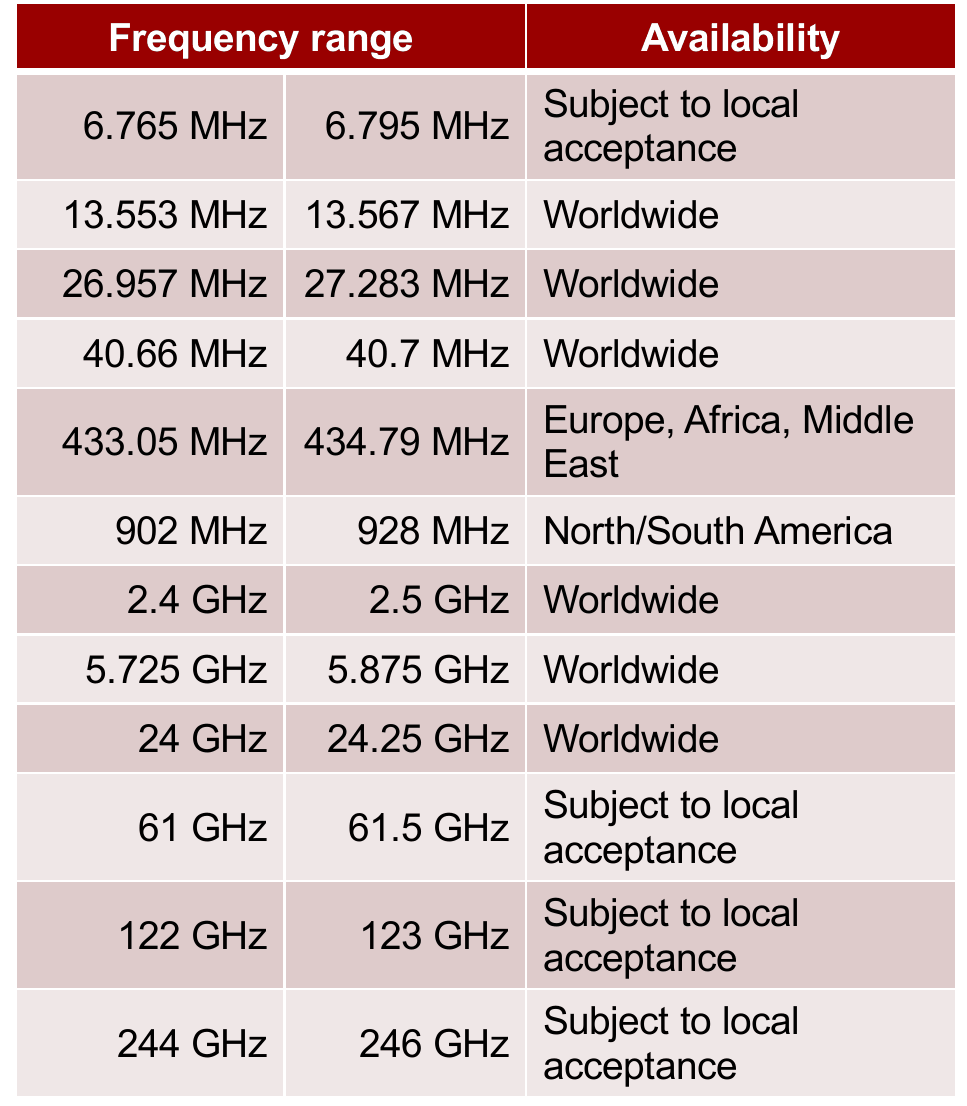 Frequency range Availability
6.765 MHz 6.795 MHz Subject to local
acceptance
13.553 MHz 13.567 MHz Worldwide
26.957 MHz 27.283 MHz Worldwide
40.66 MHz 40.7 MHz Worldwide
433.05 MHz 434.79 MHz Europe, Africa, Middle
East
902 MHz 928 MHz North/South America
2.4 GHz 2.5 GHz Worldwide
5.725 GHz 5.875 GHz Worldwide
24 GHz 24.25 GHz Worldwide
61 GHz 61.5 GHz Subject to local
acceptance
122 GHz 123 GHz Subject to local
acceptance
244 GHz 246 GHz Subject to local
acceptance